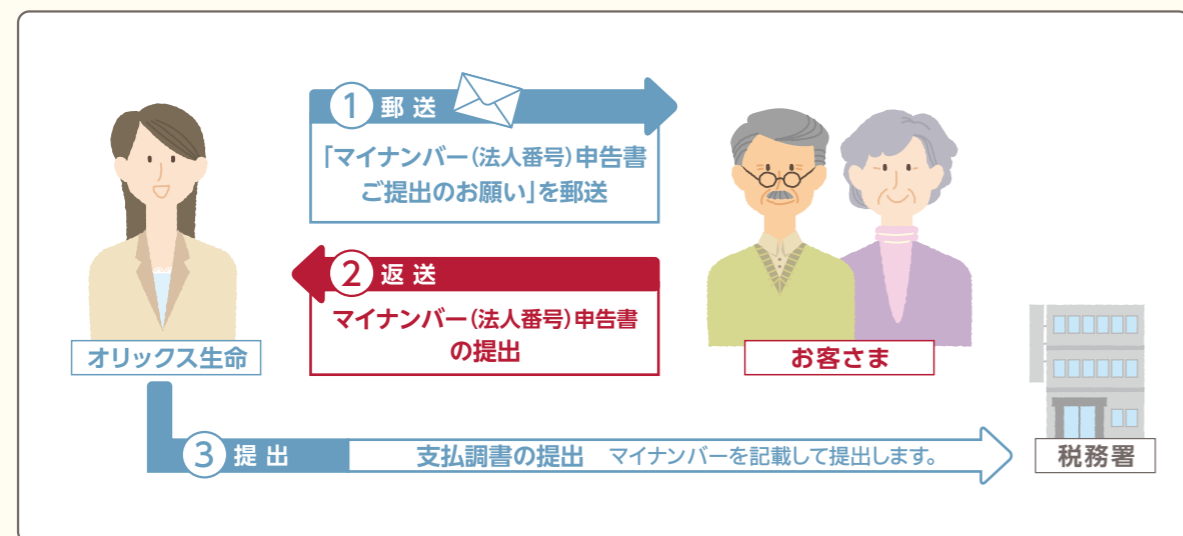 ① 郵送
「マイナンバー(法人番号)申告書
ご提出のお願い」を郵送
② 返送
マイナンバー(法人番号)申告書
の提出
オリックス生命
お客さま
③ 提出 支払調書の提出 マイナンバーを記載して提出します。
税務署